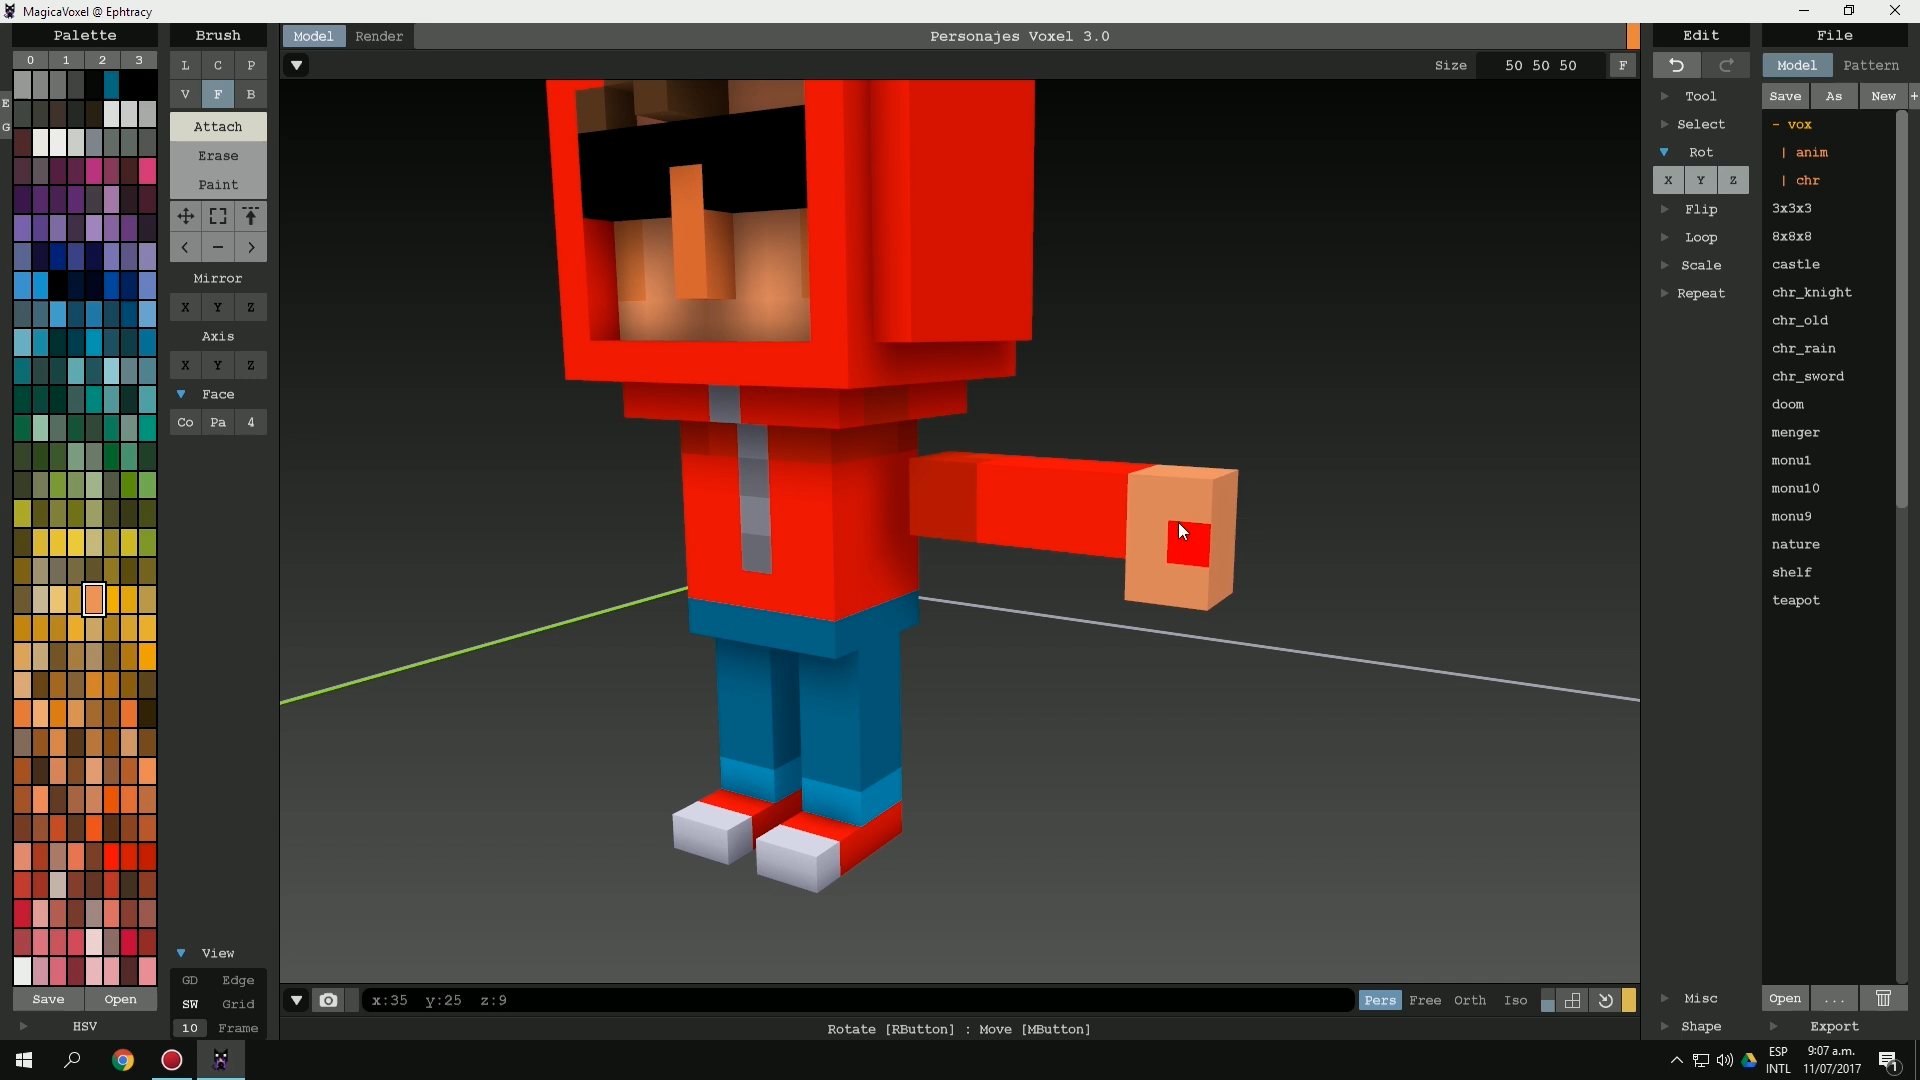 MagicaVoxel @ Ephtracy
Palette
0 1 2 3
E
G
Save Open
HSV
Brush
L C P
V F B
Attach
Erase
Paint
< - >
Mirror
X Y Z
Axis
X Y Z
Face
Co Pa 4
View
GD Edge
SW Grid
10 Frame
Model Render Personajes Voxel 3.0
Size 50 50 50 F
x:35 y:25 z:9
Pers Free Orth Iso
Rotate [RButton] : Move [MButton]
Edit
Tool
Select
Rot
X Y Z
Flip
Loop
Scale
Repeat
Misc
Shape
File
Model Pattern
Save As New +
- vox
| anim
| chr
3x3x3
8x8x8
castle
chr_knight
chr_old
chr_rain
chr_sword
doom
menger
monu1
monu10
monu9
nature
shelf
teapot
Open ...
Export
ESP
INTL
9:07 a.m.
11/07/2017
1